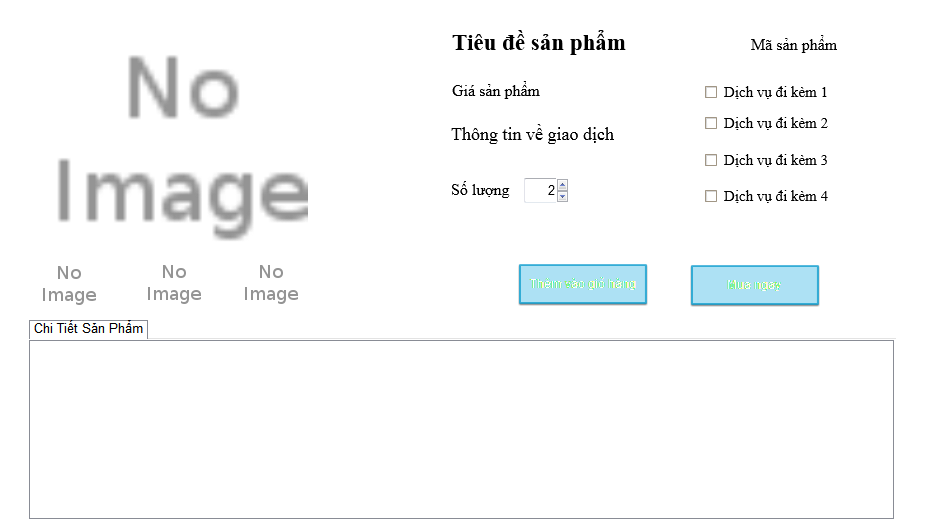 No
Image
No
Image
No
Image
No
Image
Tiêu đề sản phẩm
Mã sản phẩm
Giá sản phẩm
Thông tin về giao dịch
Số lượng 2
Dịch vụ đi kèm 1
Dịch vụ đi kèm 2
Dịch vụ đi kèm 3
Dịch vụ đi kèm 4
Thêm vào giỏ hàng
Mua ngay
Chi Tiết Sản Phẩm